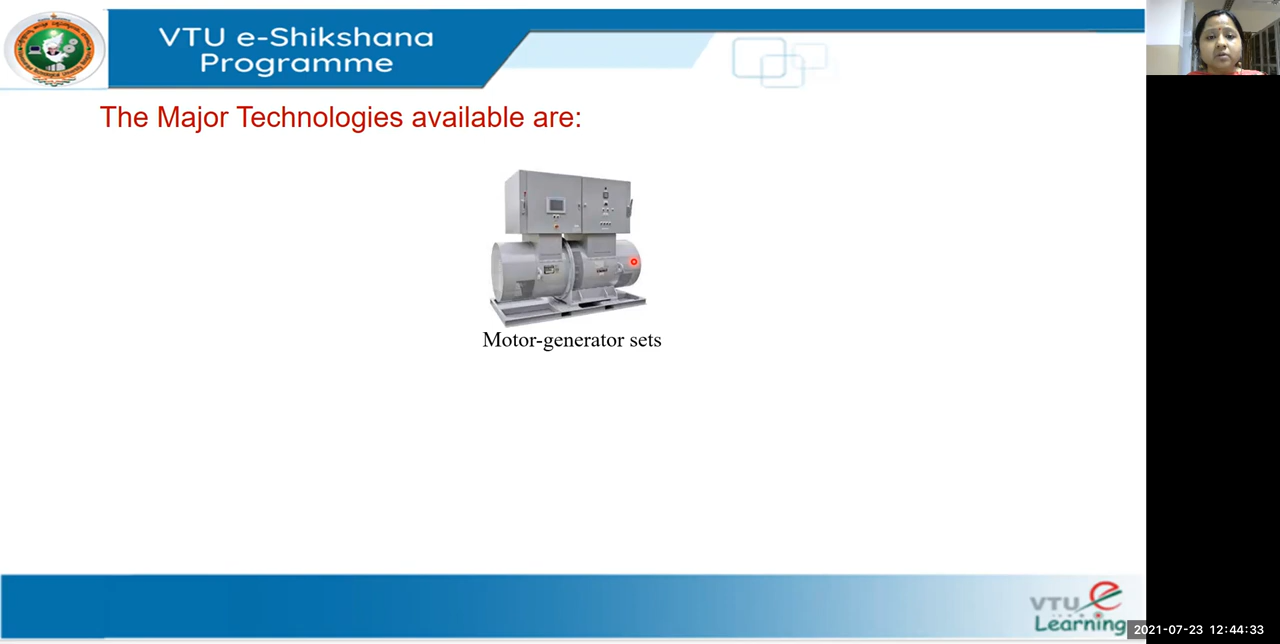 VTU e-Shikshana
Programme
The Major Technologies available are:
Motor-generator sets
VTU
Learning
2021-07-23 12:44:33